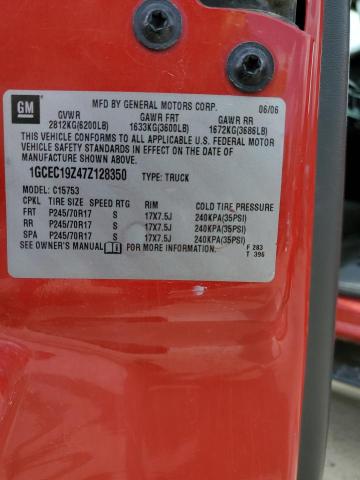 GM
MFD BY GENERAL MOTORS CORP. 06/06
GVWR GAWR FRT GAWR RR
2812KG(6200LB) 1633KG(3600LB) 1672KG(3686LB)
THIS VEHICLE CONFORMS TO ALL APPLICABLE U.S. FEDERAL MOTOR
VEHICLE SAFETY STANDARDS IN EFFECT ON THE DATE OF
MANUFACTURE SHOWN ABOVE.
1GCEC19Z47Z128350 TYPE: TRUCK
MODEL: C15753
CPKL TIRE SIZE SPEED RTG RIM COLD TIRE PRESSURE
FRT P245/70R17 S 17X7.5J 240KPA(35PSI)
RR P245/70R17 S 17X7.5J 240KPA(35PSI)
SPA P245/70R17 S 17X7.5J 240KPA(35PSI)
SEE OWNER'S MANUAL FOR MORE INFORMATION. F 283
T 396